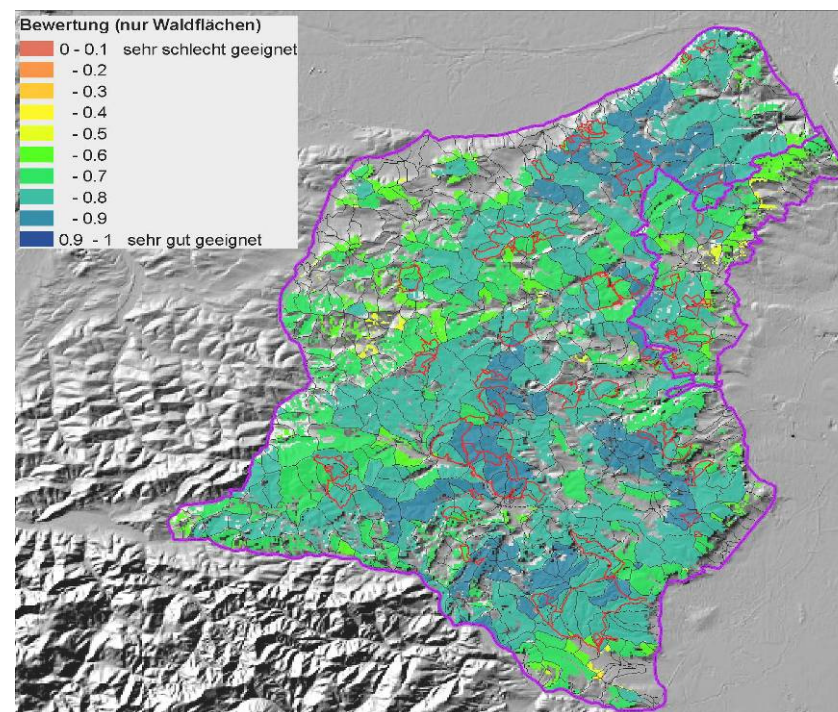 Bewertung (nur Waldflächen)
0 - 0.1 sehr schlecht geeignet
- 0.2
- 0.3
- 0.4
- 0.5
- 0.6
- 0.7
- 0.8
- 0.9
0.9 - 1 sehr gut geeignet